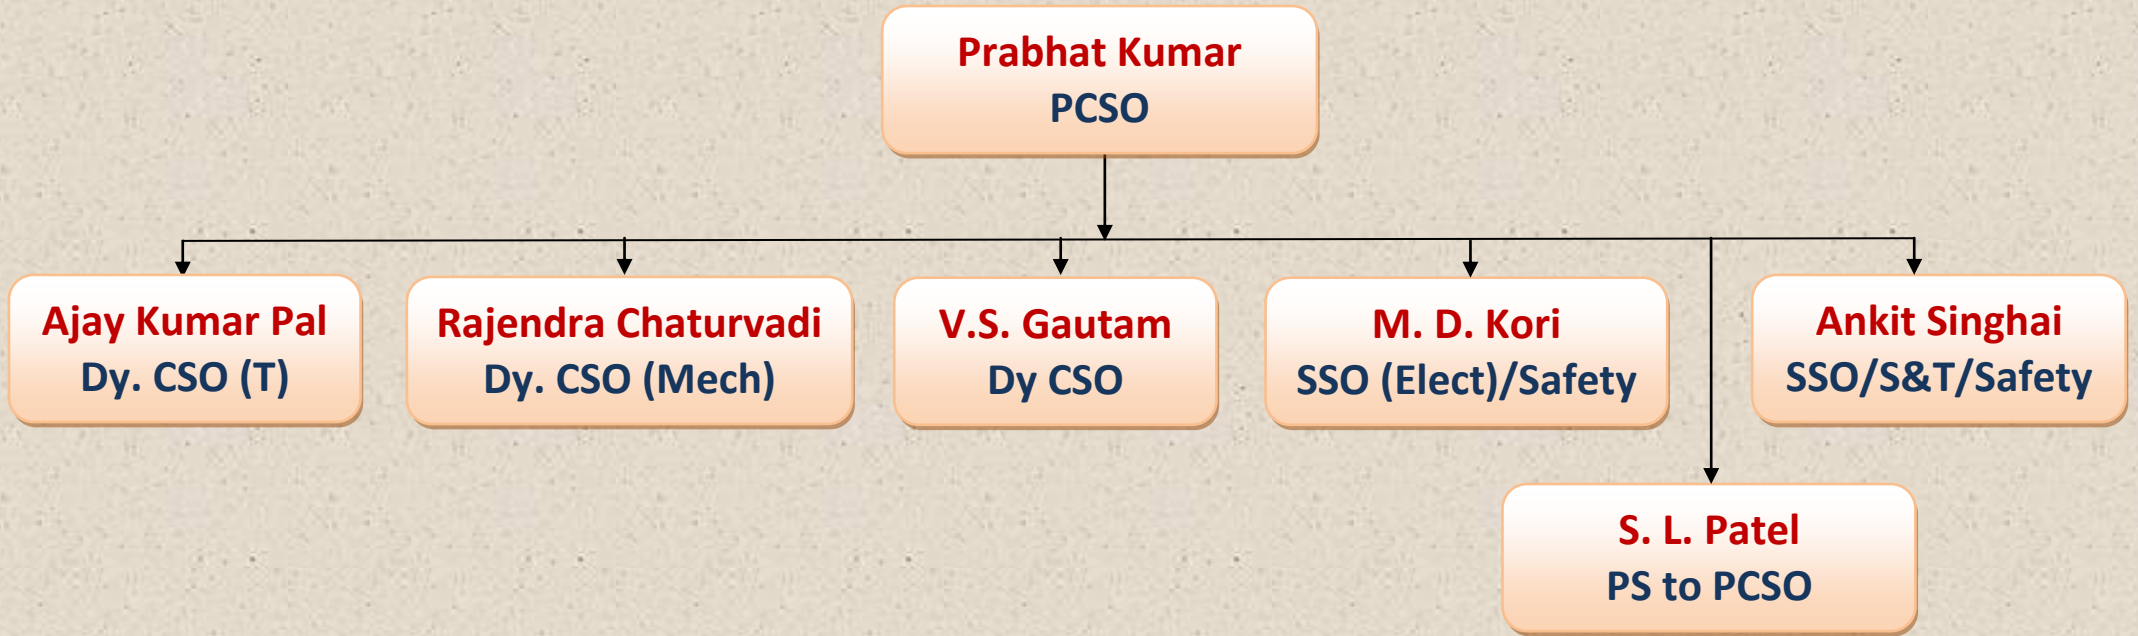 Prabhat Kumar
PCSO
Ajay Kumar Pal
Dy. CSO (T)
Rajendra Chaturvadi
Dy. CSO (Mech)
V.S. Gautam
Dy CSO
M. D. Kori
SSO (Elect)/Safety
Ankit Singhai
SSO/S&T/Safety
S. L. Patel
PS to PCSO